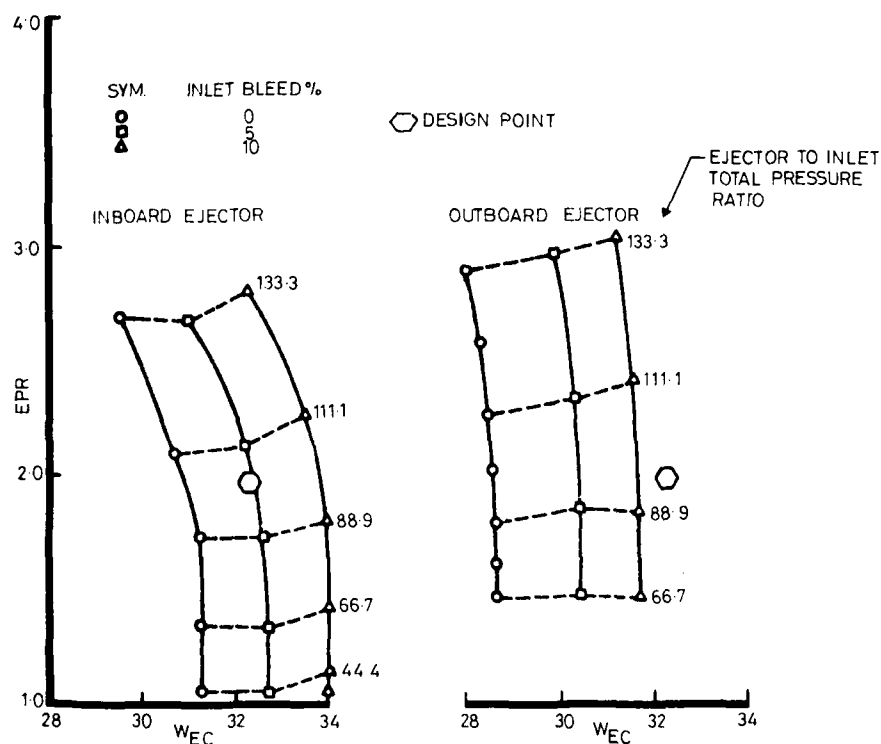 4·0
SYM. INLET BLEED %
0
5
10
DESIGN POINT
EJECTOR TO INLET
TOTAL PRESSURE
RATIO
INBOARD EJECTOR
OUTBOARD EJECTOR
3·0
133·3
133·3
EPR
111·1
111·1
2·0
88·9
88·9
66·7
66·7
44·4
1·0
28 30 32 34
28 30 32 34
WEC
WEC